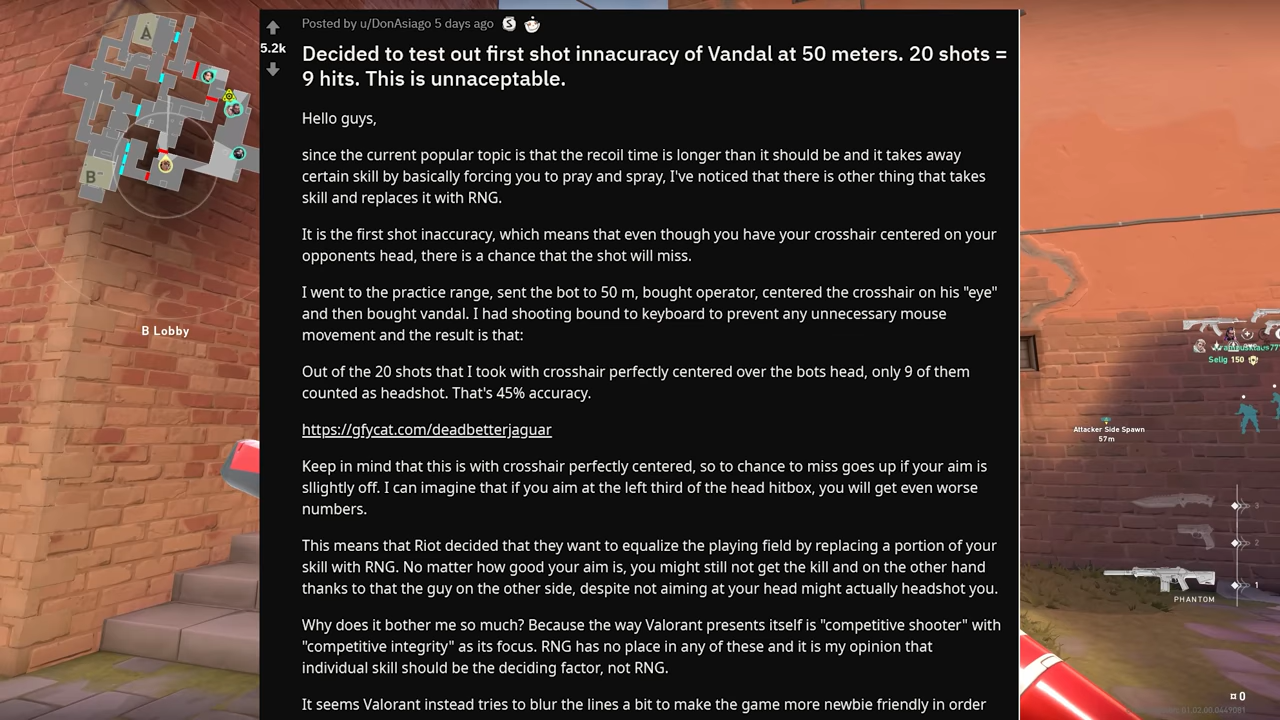 Posted by u/DonAsiago 5 days ago
5.2k
Decided to test out first shot innacuracy of Vandal at 50 meters. 20 shots =
9 hits. This is unnaceptable.
Hello guys,
since the current popular topic is that the recoil time is longer than it should be and it takes away
certain skill by basically forcing you to pray and spray, I've noticed that there is other thing that takes
skill and replaces it with RNG.
It is the first shot inaccuracy, which means that even though you have your crosshair centered on your
opponents head, there is a chance that the shot will miss.
I went to the practice range, sent the bot to 50 m, bought operator, centered the crosshair on his "eye"
and then bought vandal. I had shooting bound to keyboard to prevent any unnecessary mouse
movement and the result is that:
Out of the 20 shots that I took with crosshair perfectly centered over the bots head, only 9 of them
counted as headshot. That's 45% accuracy.
https://gfycat.com/deadbetterjaguar
Keep in mind that this is with crosshair perfectly centered, so to chance to miss goes up if your aim is
sllightly off. I can imagine that if you aim at the left third of the head hitbox, you will get even worse
numbers.
This means that Riot decided that they want to equalize the playing field by replacing a portion of your
skill with RNG. No matter how good your aim is, you might still not get the kill and on the other hand
thanks to that the guy on the other side, despite not aiming at your head might actually headshot you.
Why does it bother me so much? Because the way Valorant presents itself is "competitive shooter" with
"competitive integrity" as its focus. RNG has no place in any of these and it is my opinion that
individual skill should be the deciding factor, not RNG.
It seems Valorant instead tries to blur the lines a bit to make the game more newbie friendly in order
A
B
B Lobby
Selig 150
Attacker Side Spawn
57m
3
2
1
PHANTOM
0